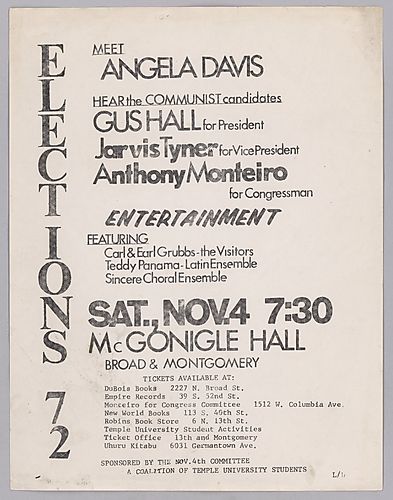 ELECTIONS 72
MEET
ANGELA DAVIS
HEAR the COMMUNIST candidates
GUS HALL for President
Jarvis Tyner for Vice President
Anthony Monteiro
for Congressman
ENTERTAINMENT
FEATURING
Carl & Earl Grubbs - the Visitors
Teddy Panama - Latin Ensemble
Sincere Choral Ensemble
SAT., NOV. 4 7:30
McGONIGLE HALL
BROAD & MONTGOMERY
TICKETS AVAILABLE AT:
DuBois Books 2227 N. Broad St.
Empire Records 39 S. 52nd St.
Monteiro for Congress Committee 1512 W. Columbia Ave.
New World Books 113 S. 40th St.
Robins Book Store 6 N. 13th St.
Temple University Student Activities
Ticket Office 13th and Montgomery
Uhuru Kitabu 6031 Germantown Ave.
SPONSORED BY THE NOV. 4th COMMITTEE
A COALITION OF TEMPLE UNIVERSITY STUDENTS